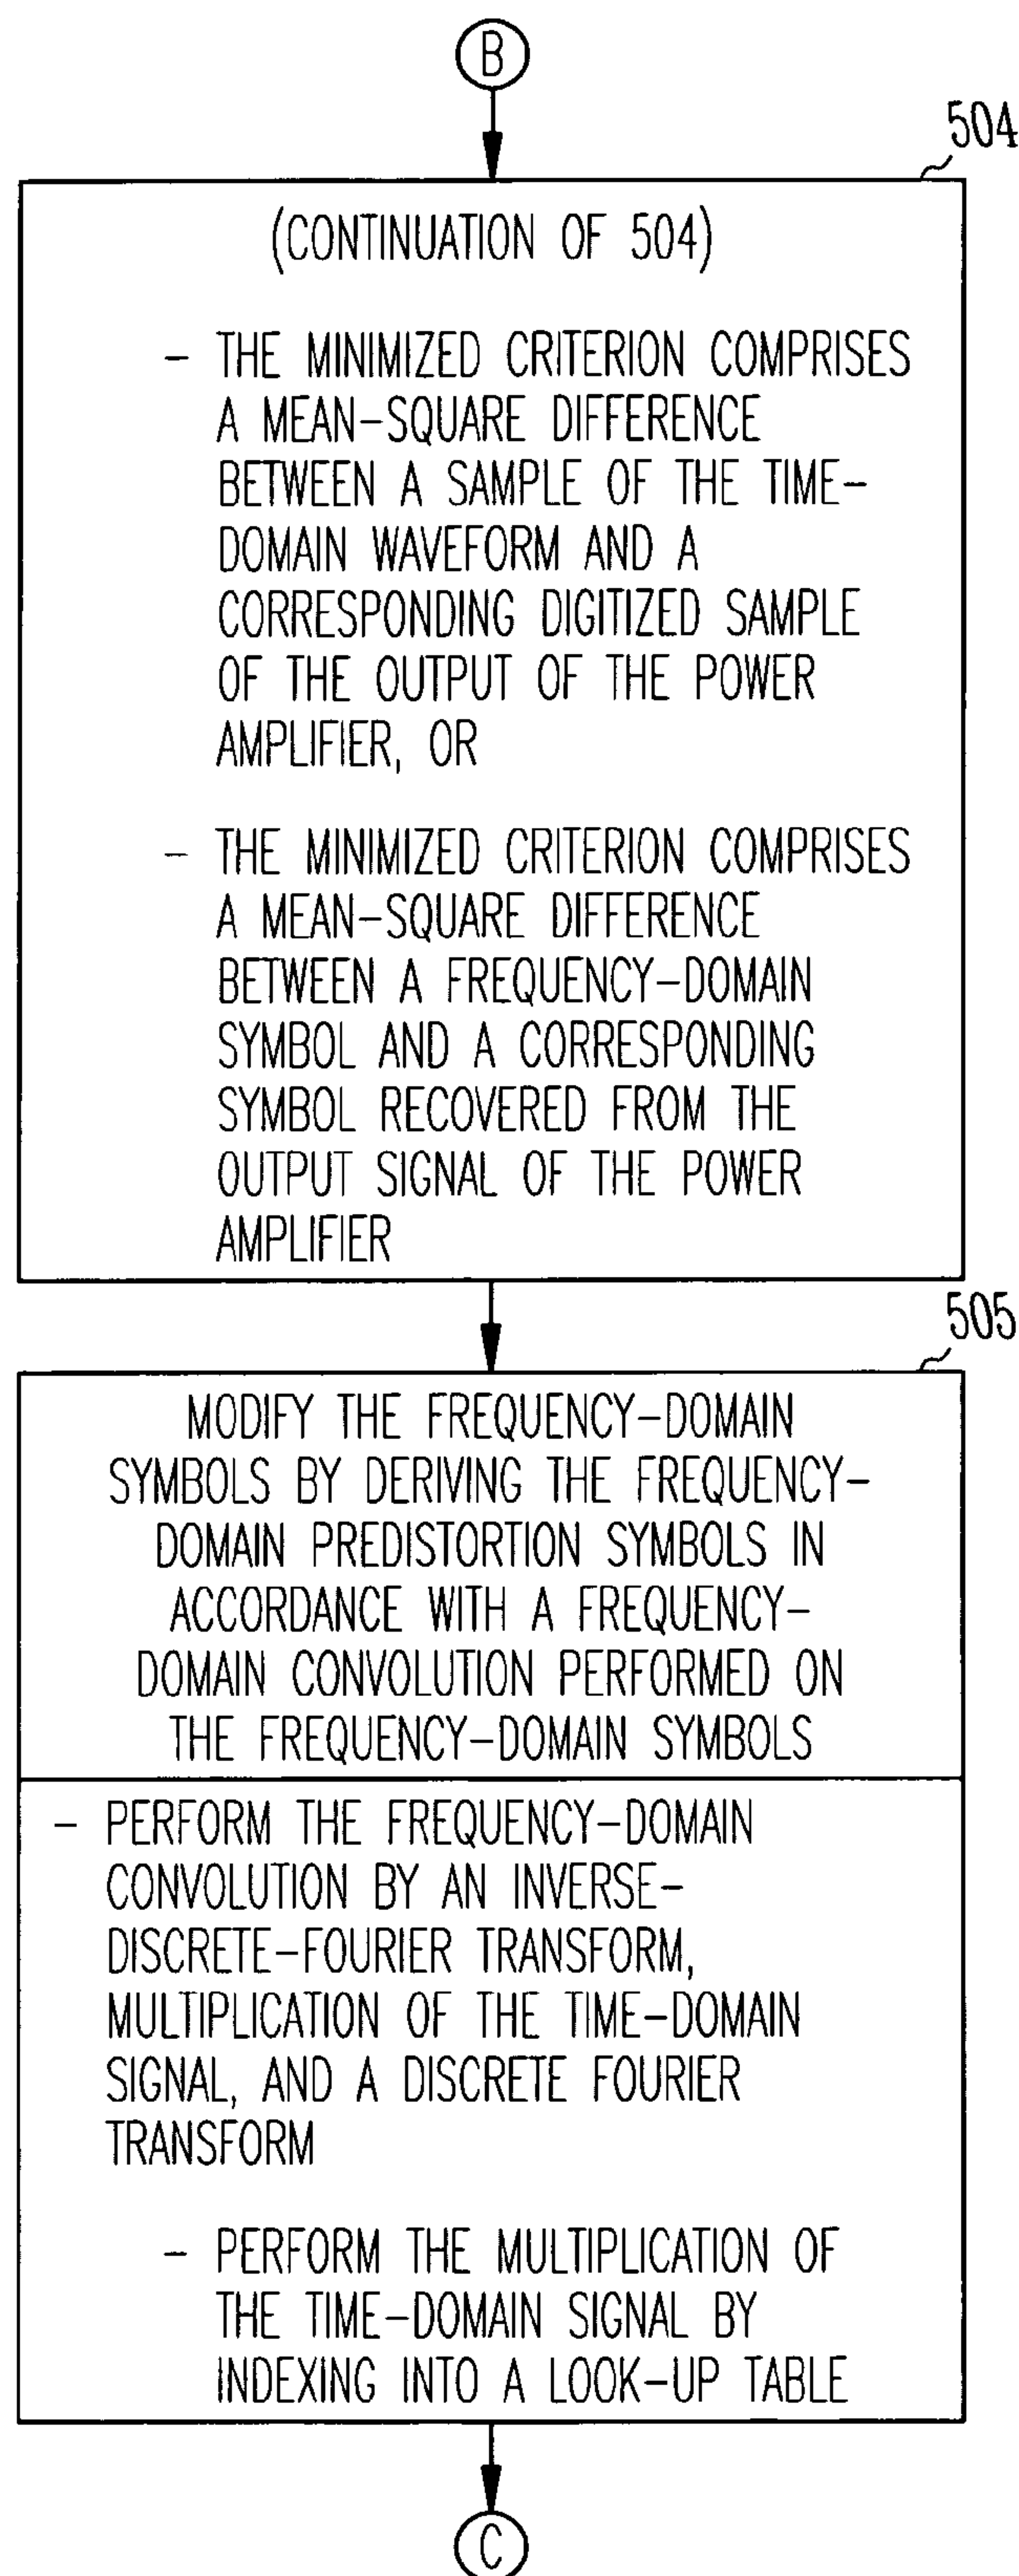 B
504
(CONTINUATION OF 504)
- THE MINIMIZED CRITERION COMPRISES
A MEAN-SQUARE DIFFERENCE
BETWEEN A SAMPLE OF THE TIME-
DOMAIN WAVEFORM AND A
CORRESPONDING DIGITIZED SAMPLE
OF THE OUTPUT OF THE POWER
AMPLIFIER, OR
- THE MINIMIZED CRITERION COMPRISES
A MEAN-SQUARE DIFFERENCE
BETWEEN A FREQUENCY-DOMAIN
SYMBOL AND A CORRESPONDING
SYMBOL RECOVERED FROM THE
OUTPUT SIGNAL OF THE POWER
AMPLIFIER
505
MODIFY THE FREQUENCY-DOMAIN
SYMBOLS BY DERIVING THE FREQUENCY-
DOMAIN PREDISTORTION SYMBOLS IN
ACCORDANCE WITH A FREQUENCY-
DOMAIN CONVOLUTION PERFORMED ON
THE FREQUENCY-DOMAIN SYMBOLS
- PERFORM THE FREQUENCY-DOMAIN
CONVOLUTION BY AN INVERSE-
DISCRETE-FOURIER TRANSFORM,
MULTIPLICATION OF THE TIME-DOMAIN
SIGNAL, AND A DISCRETE FOURIER
TRANSFORM
- PERFORM THE MULTIPLICATION OF
THE TIME-DOMAIN SIGNAL BY
INDEXING INTO A LOOK-UP TABLE
C